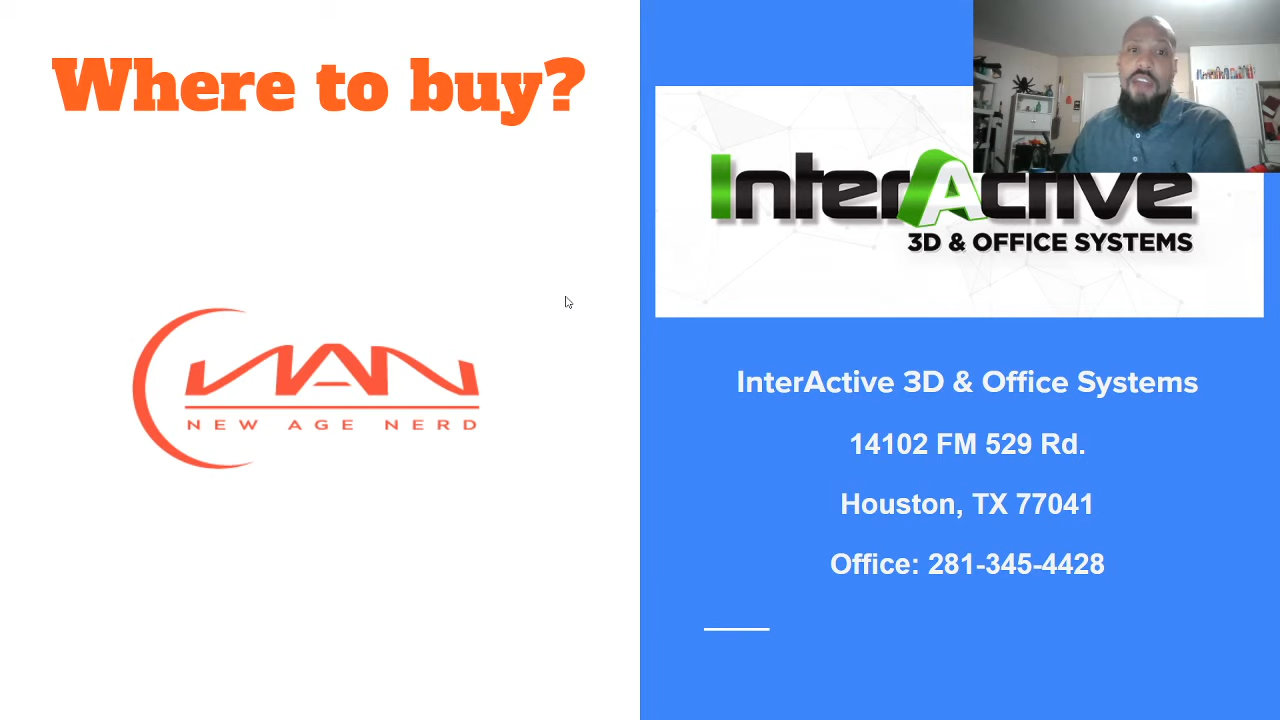 Where to buy?
NAN
NEW AGE NERD
InterActive
3D & OFFICE SYSTEMS
InterActive 3D & Office Systems
14102 FM 529 Rd.
Houston, TX 77041
Office: 281-345-4428